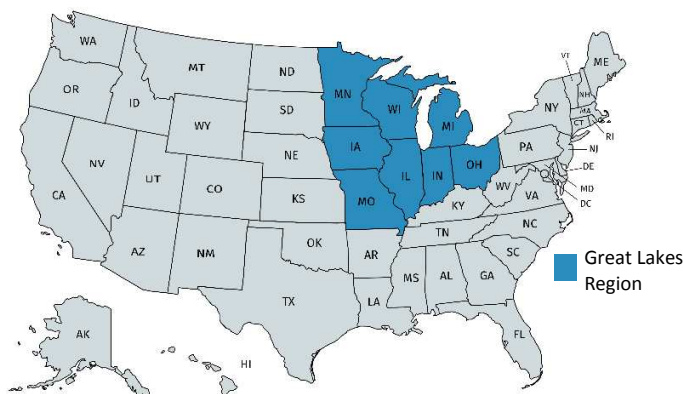 WA
MT
ND
MN
VT
ME
OR
ID
SD
WI
MI
NY
NH
MA
CT
RI
WY
IA
PA
NJ
NV
NE
IL
IN
OH
DE
UT
CO
MD
DC
CA
KS
MO
WV
VA
KY
AZ
NM
OK
AR
TN
NC
SC
MS
AL
GA
TX
LA
FL
AK
HI
Great Lakes
Region